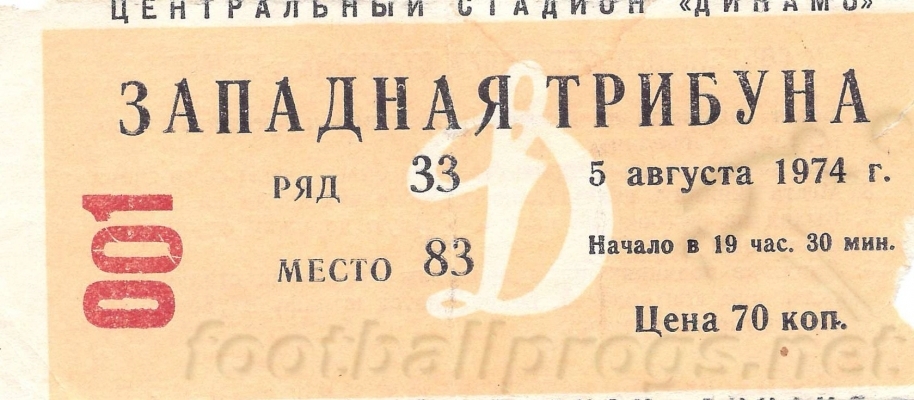 ЦЕНТРАЛЬНЫЙ СТАДИОН «ДИНАМО»
ЗАПАДНАЯ ТРИБУНА
РЯД 33
5 августа 1974 г.
001
МЕСТО 83
Начало в 19 час. 30 мин.
Цена 70 коп.
footballprogs.net